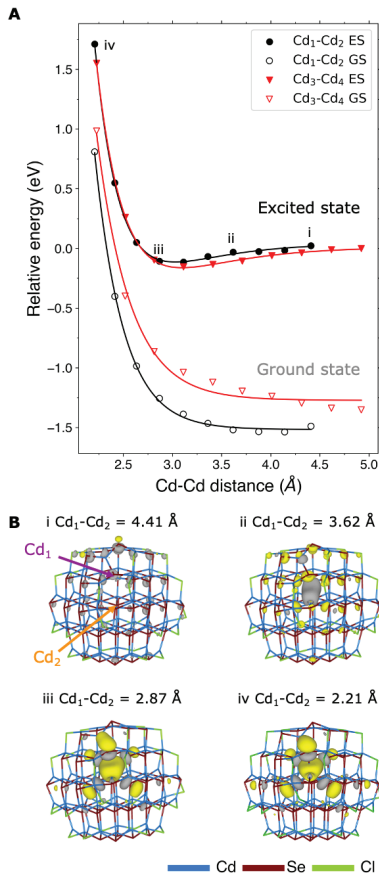 A
Cd1-Cd2 ES
Cd1-Cd2 GS
Cd3-Cd4 ES
Cd3-Cd4 GS
iv
iii
ii
i
Excited state
Ground state
1.5
1.0
0.5
0.0
−0.5
−1.0
−1.5
Relative energy (eV)
2.5 3.0 3.5 4.0 4.5 5.0
Cd-Cd distance (Å)
B
i Cd1-Cd2 = 4.41 Å
ii Cd1-Cd2 = 3.62 Å
Cd1
Cd2
iii Cd1-Cd2 = 2.87 Å
iv Cd1-Cd2 = 2.21 Å
Cd Se Cl